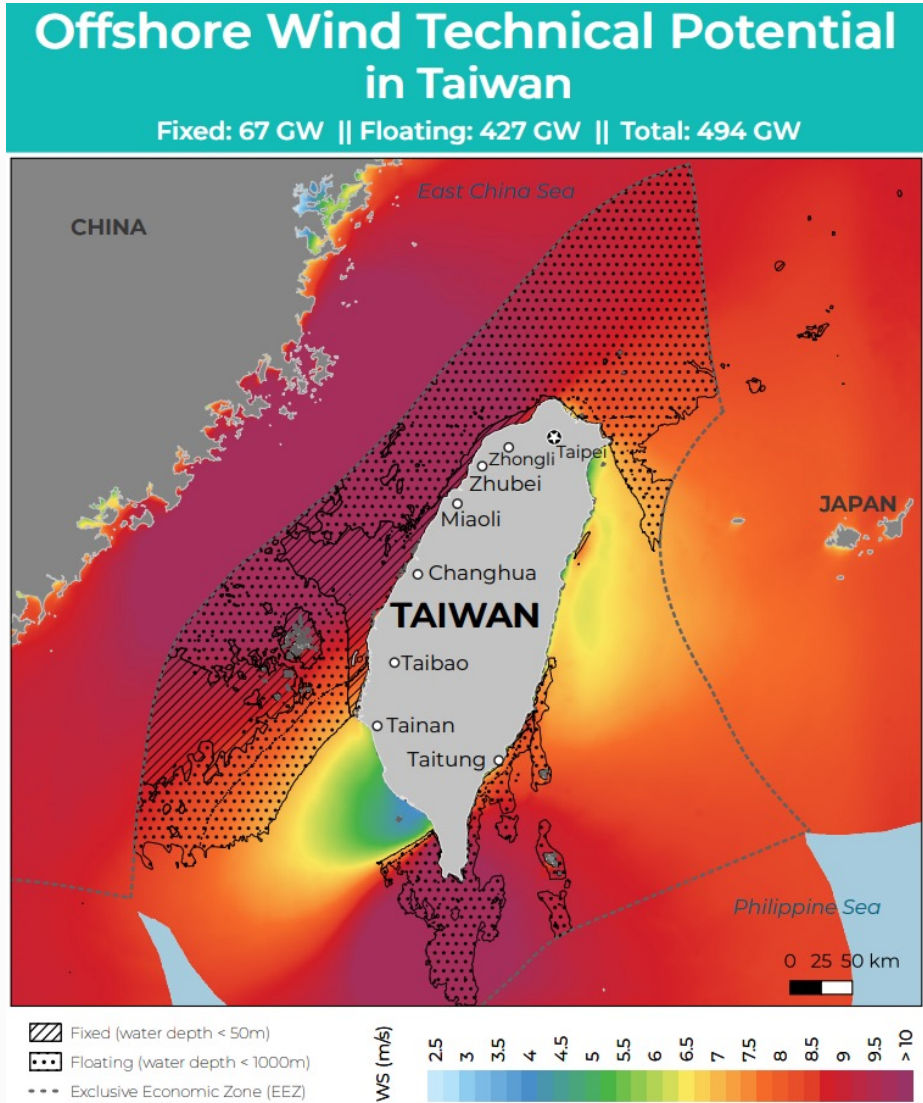 Offshore Wind Technical Potential
in Taiwan
Fixed: 67 GW || Floating: 427 GW || Total: 494 GW
East China Sea
CHINA
Taipei
Zhongli
Zhubei
JAPAN
Miaoli
Changhua
TAIWAN
Taibao
Tainan
Taitung
Philippine Sea
0 25 50 km
Fixed (water depth < 50m)
Floating (water depth < 1000m)
Exclusive Economic Zone (EEZ)
WS (m/s)
2.5 3 3.5 4 4.5 5 5.5 6 6.5 7 7.5 8 8.5 9 9.5 > 10